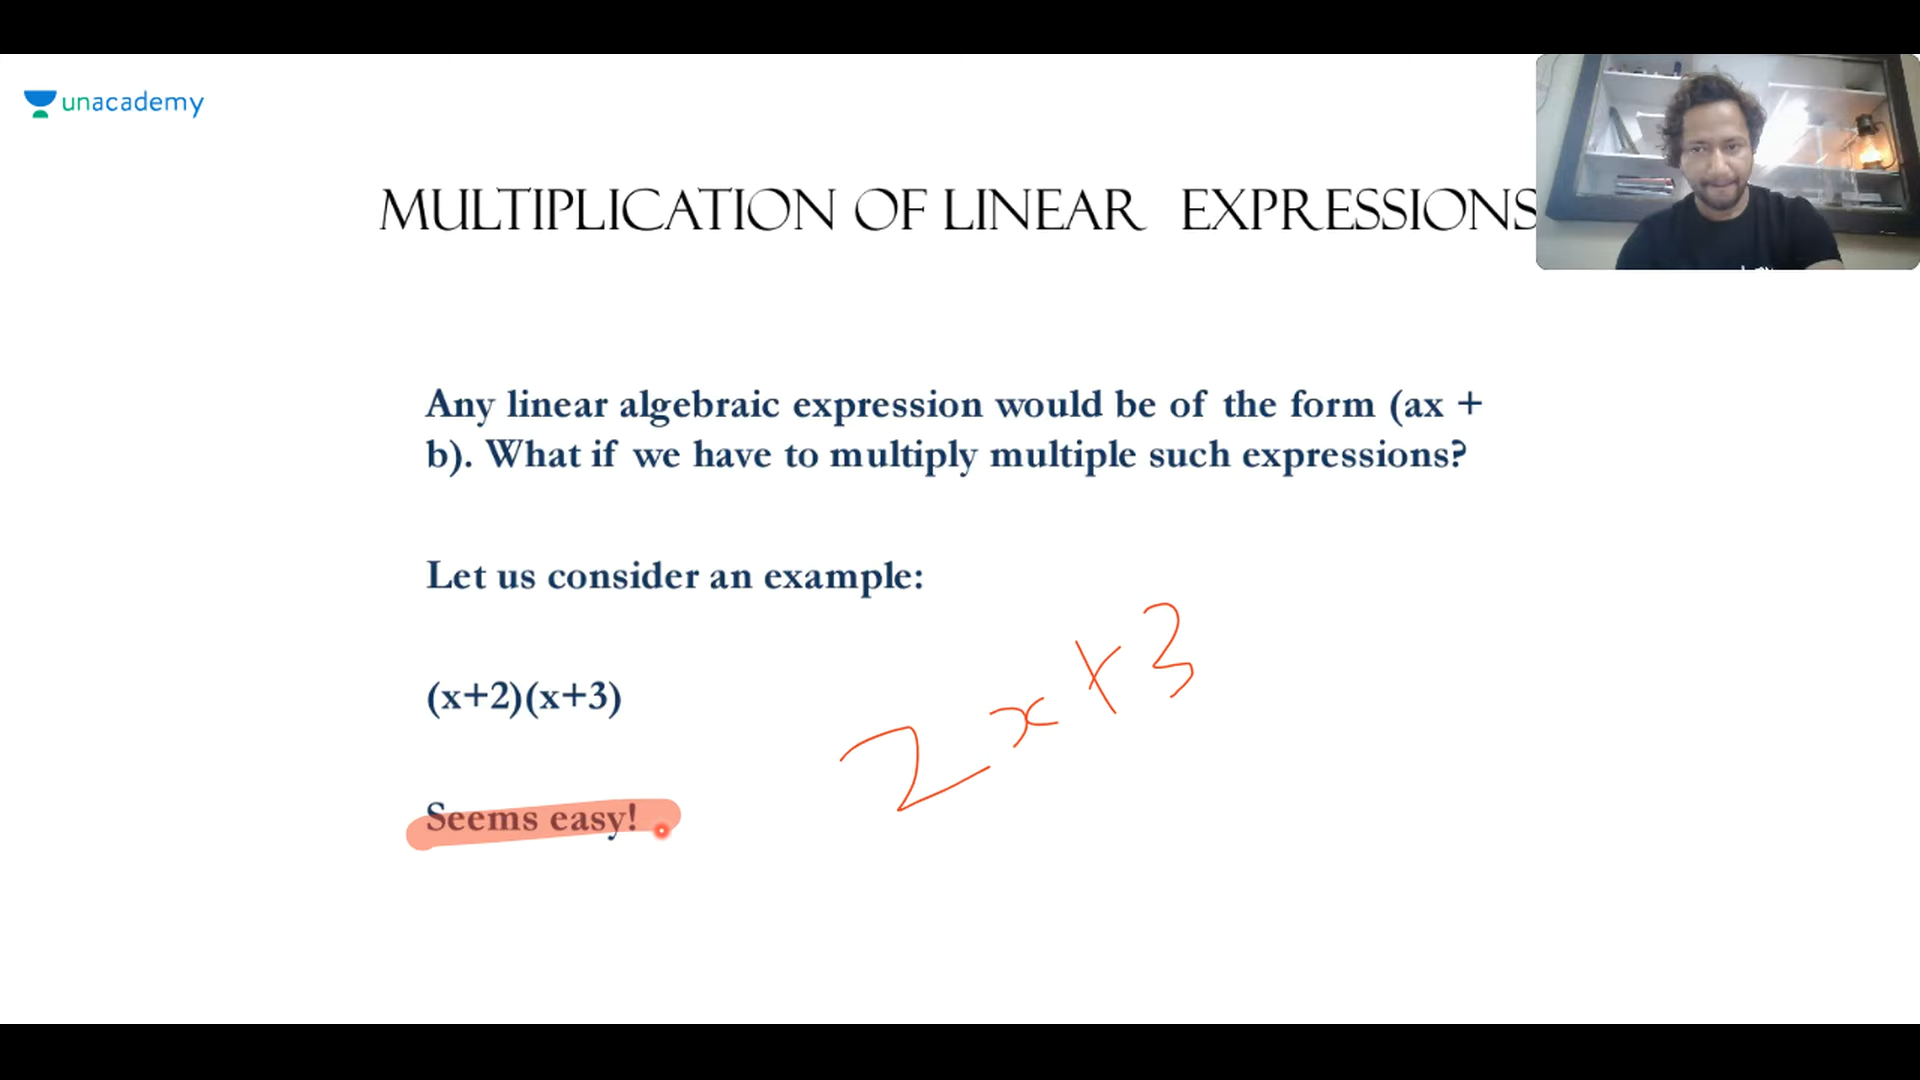 unacademy
MULTIPLICATION OF LINEAR EXPRESSIONS
Any linear algebraic expression would be of the form (ax +
b). What if we have to multiply multiple such expressions?
Let us consider an example:
(x+2)(x+3)
2x+3
Seems easy!